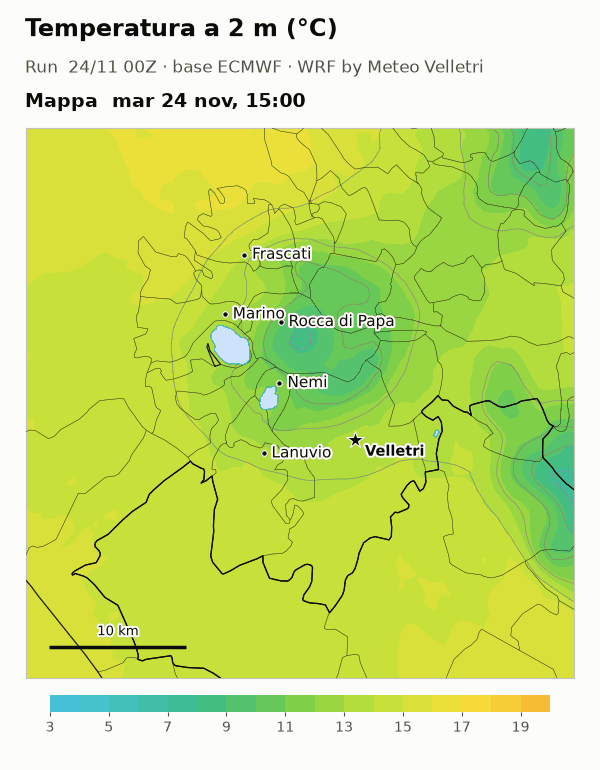 Temperatura a 2 m (°C)
Run  24/11 00Z · base ECMWF · WRF by Meteo Velletri
Mappa  mar 24 nov, 15:00
Frascati
Marino
Rocca di Papa
Nemi
Velletri
Lanuvio
10 km
3 5 7 9 11 13 15 17 19